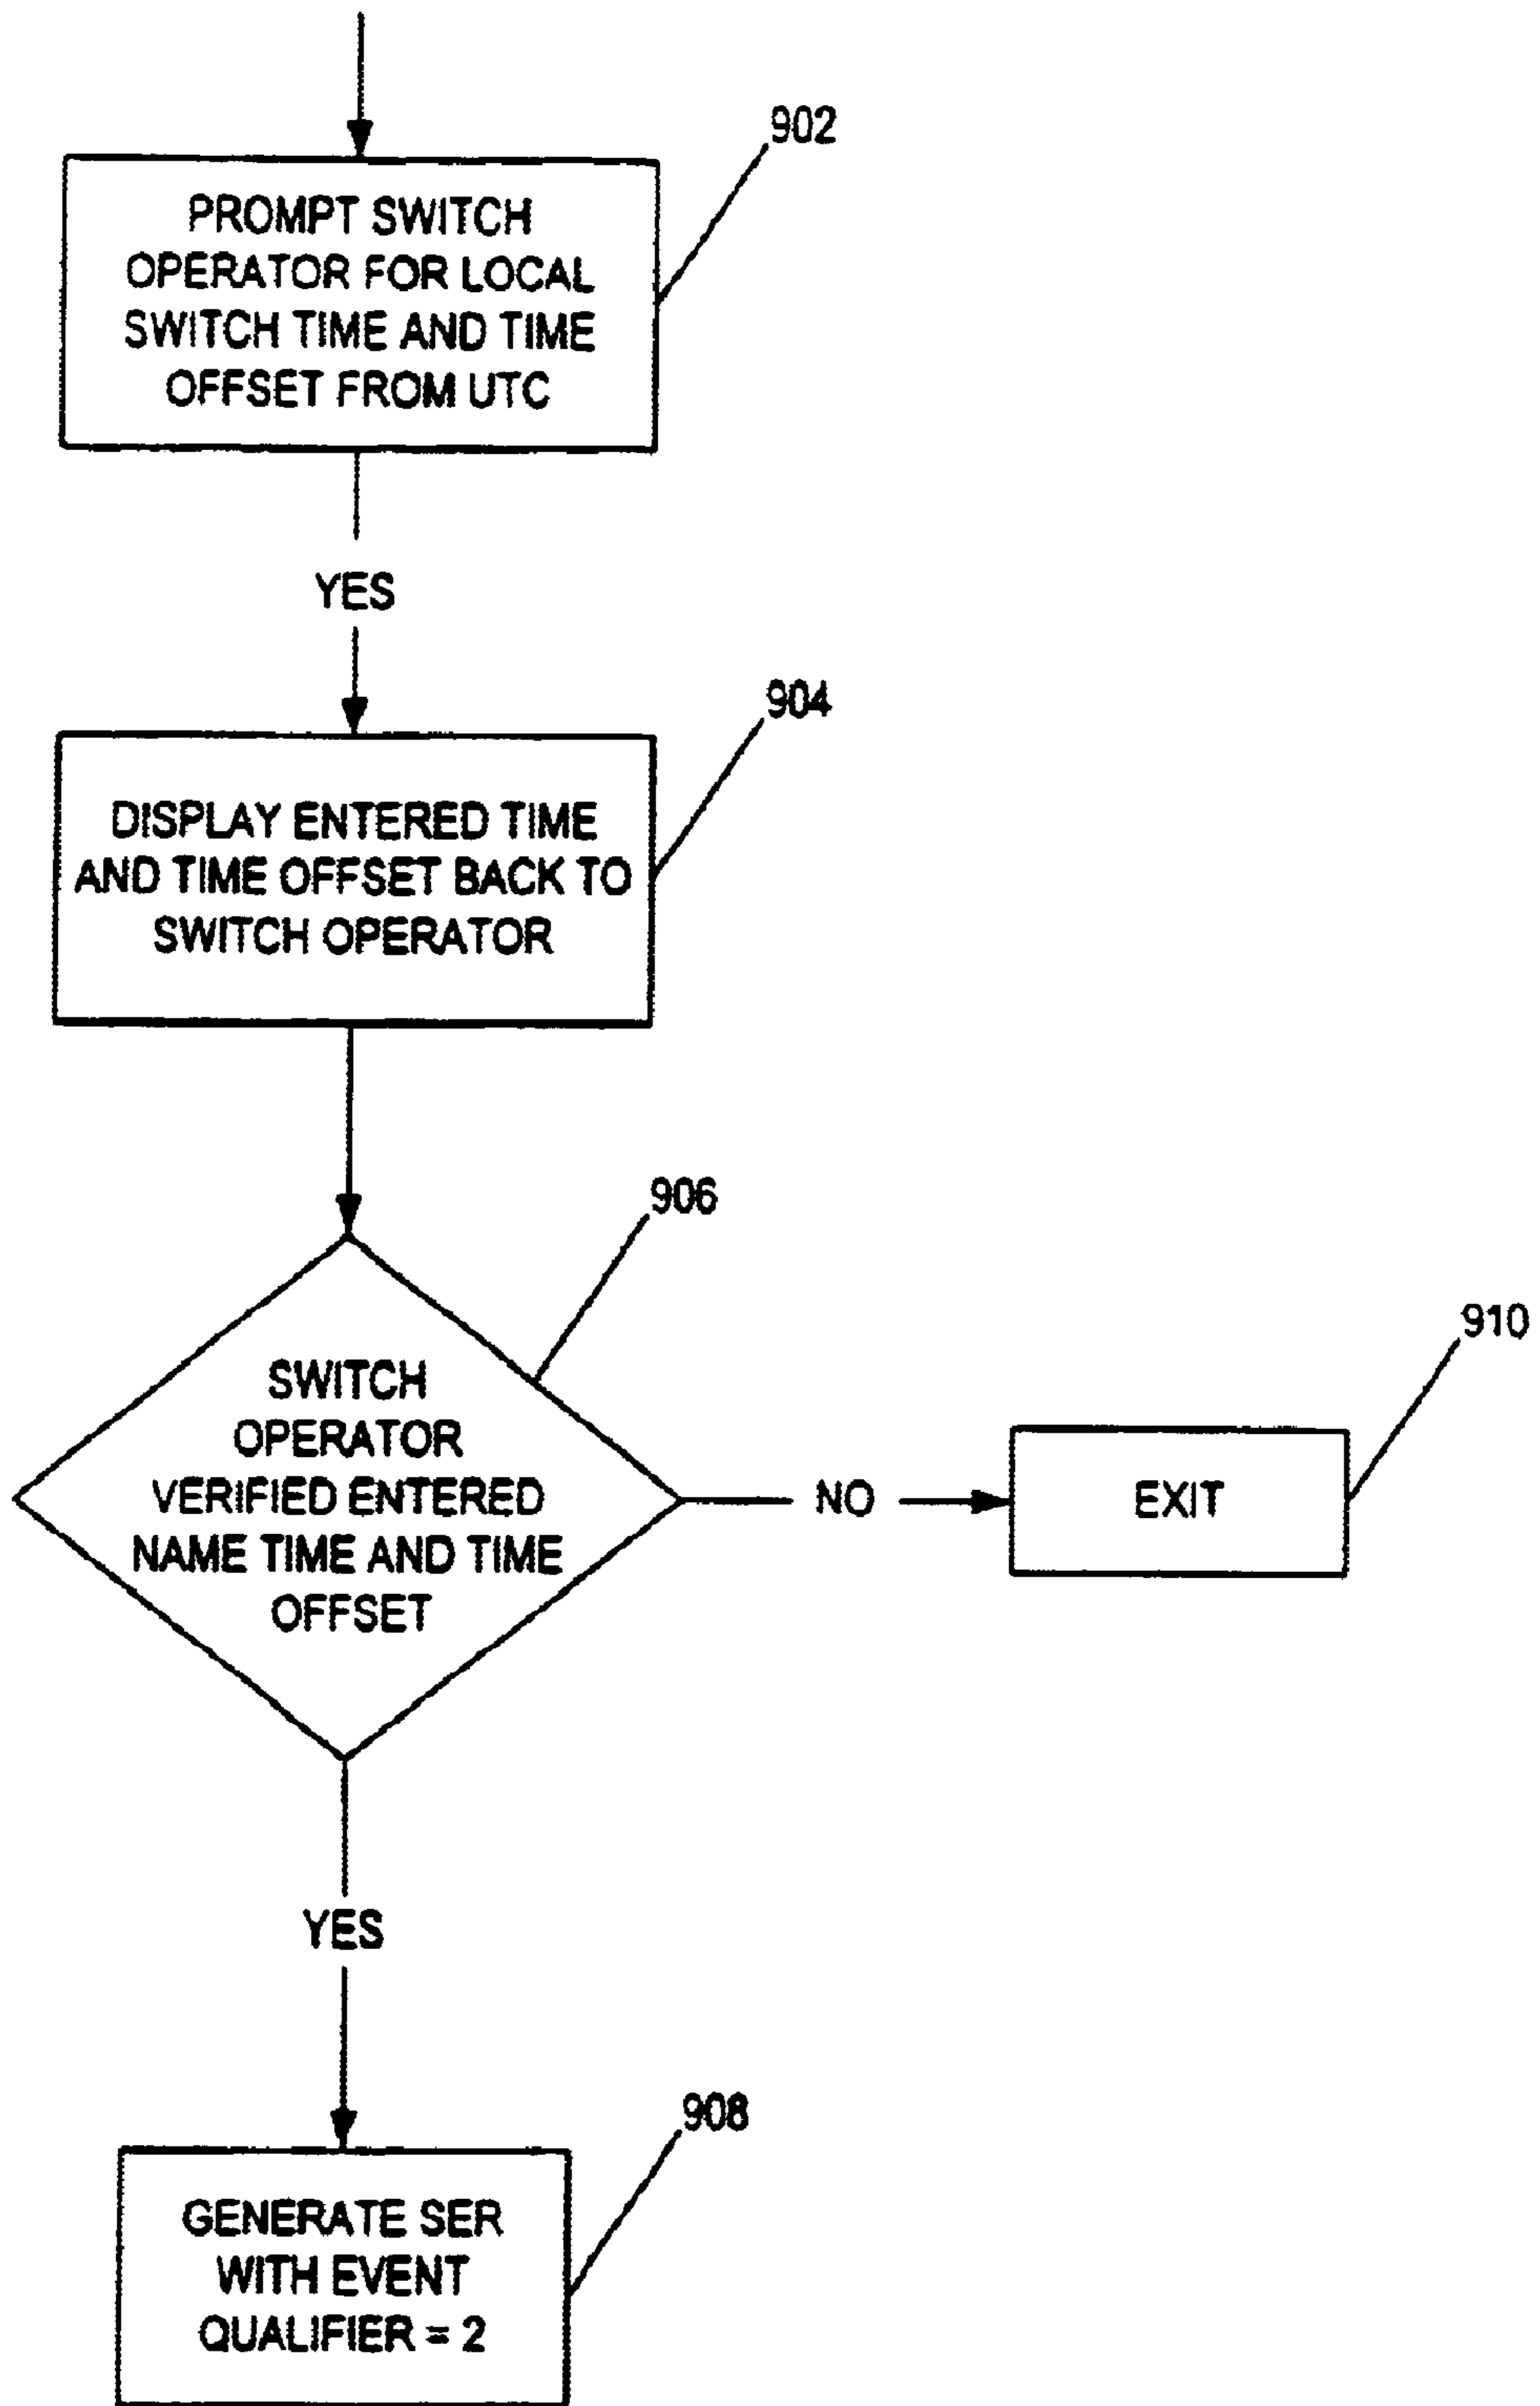 902
PROMPT SWITCH
OPERATOR FOR LOCAL
SWITCH TIME AND TIME
OFFSET FROM UTC
YES
904
DISPLAY ENTERED TIME
AND TIME OFFSET BACK TO
SWITCH OPERATOR
906
SWITCH
OPERATOR
VERIFIED ENTERED
NAME TIME AND TIME
OFFSET
NO
910
EXIT
YES
908
GENERATE SER
WITH EVENT
QUALIFIER = 2